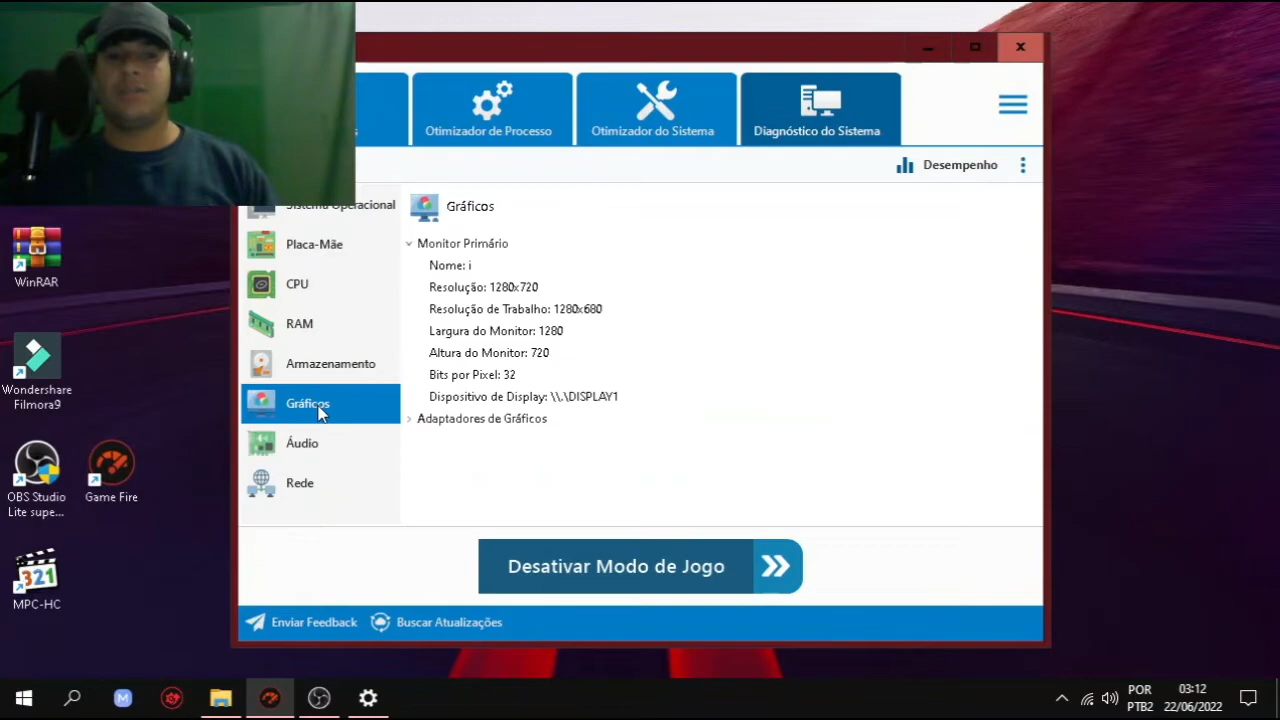 s
Otimizador de Processo
Otimizador do Sistema
Diagnóstico do Sistema
Desempenho
Sistema Operacional
Placa-Mãe
CPU
RAM
Armazenamento
Gráficos
Áudio
Rede
Gráficos
Monitor Primário
Nome: i
Resolução: 1280x720
Resolução de Trabalho: 1280x680
Largura do Monitor: 1280
Altura do Monitor: 720
Bits por Pixel: 32
Dispositivo de Display: \\.\DISPLAY1
Adaptadores de Gráficos
Desativar Modo de Jogo
Enviar Feedback
Buscar Atualizações
WinRAR
Wondershare
Filmora9
OBS Studio
Lite supe...
Game Fire
321
MPC-HC
M
POR
PTB2
03:12
22/06/2022